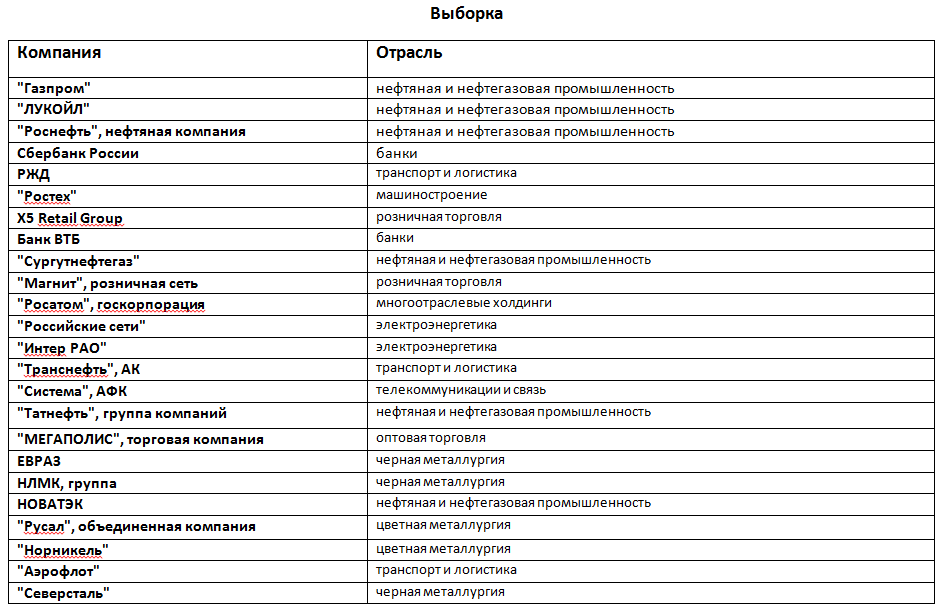 Выборка
Компания Отрасль
"Газпром" нефтяная и нефтегазовая промышленность
"ЛУКОЙЛ" нефтяная и нефтегазовая промышленность
"Роснефть", нефтяная компания нефтяная и нефтегазовая промышленность
Сбербанк России банки
РЖД транспорт и логистика
"Ростех" машиностроение
X5 Retail Group розничная торговля
Банк ВТБ банки
"Сургутнефтегаз" нефтяная и нефтегазовая промышленность
"Магнит", розничная сеть розничная торговля
"Росатом", госкорпорация многоотраслевые холдинги
"Российские сети" электроэнергетика
"Интер РАО" электроэнергетика
"Транснефть", АК транспорт и логистика
"Система", АФК телекоммуникации и связь
"Татнефть", группа компаний нефтяная и нефтегазовая промышленность
"МЕГАПОЛИС", торговая компания оптовая торговля
ЕВРАЗ черная металлургия
НЛМК, группа черная металлургия
НОВАТЭК нефтяная и нефтегазовая промышленность
"Русал", объединенная компания цветная металлургия
"Норникель" цветная металлургия
"Аэрофлот" транспорт и логистика
"Северсталь" черная металлургия